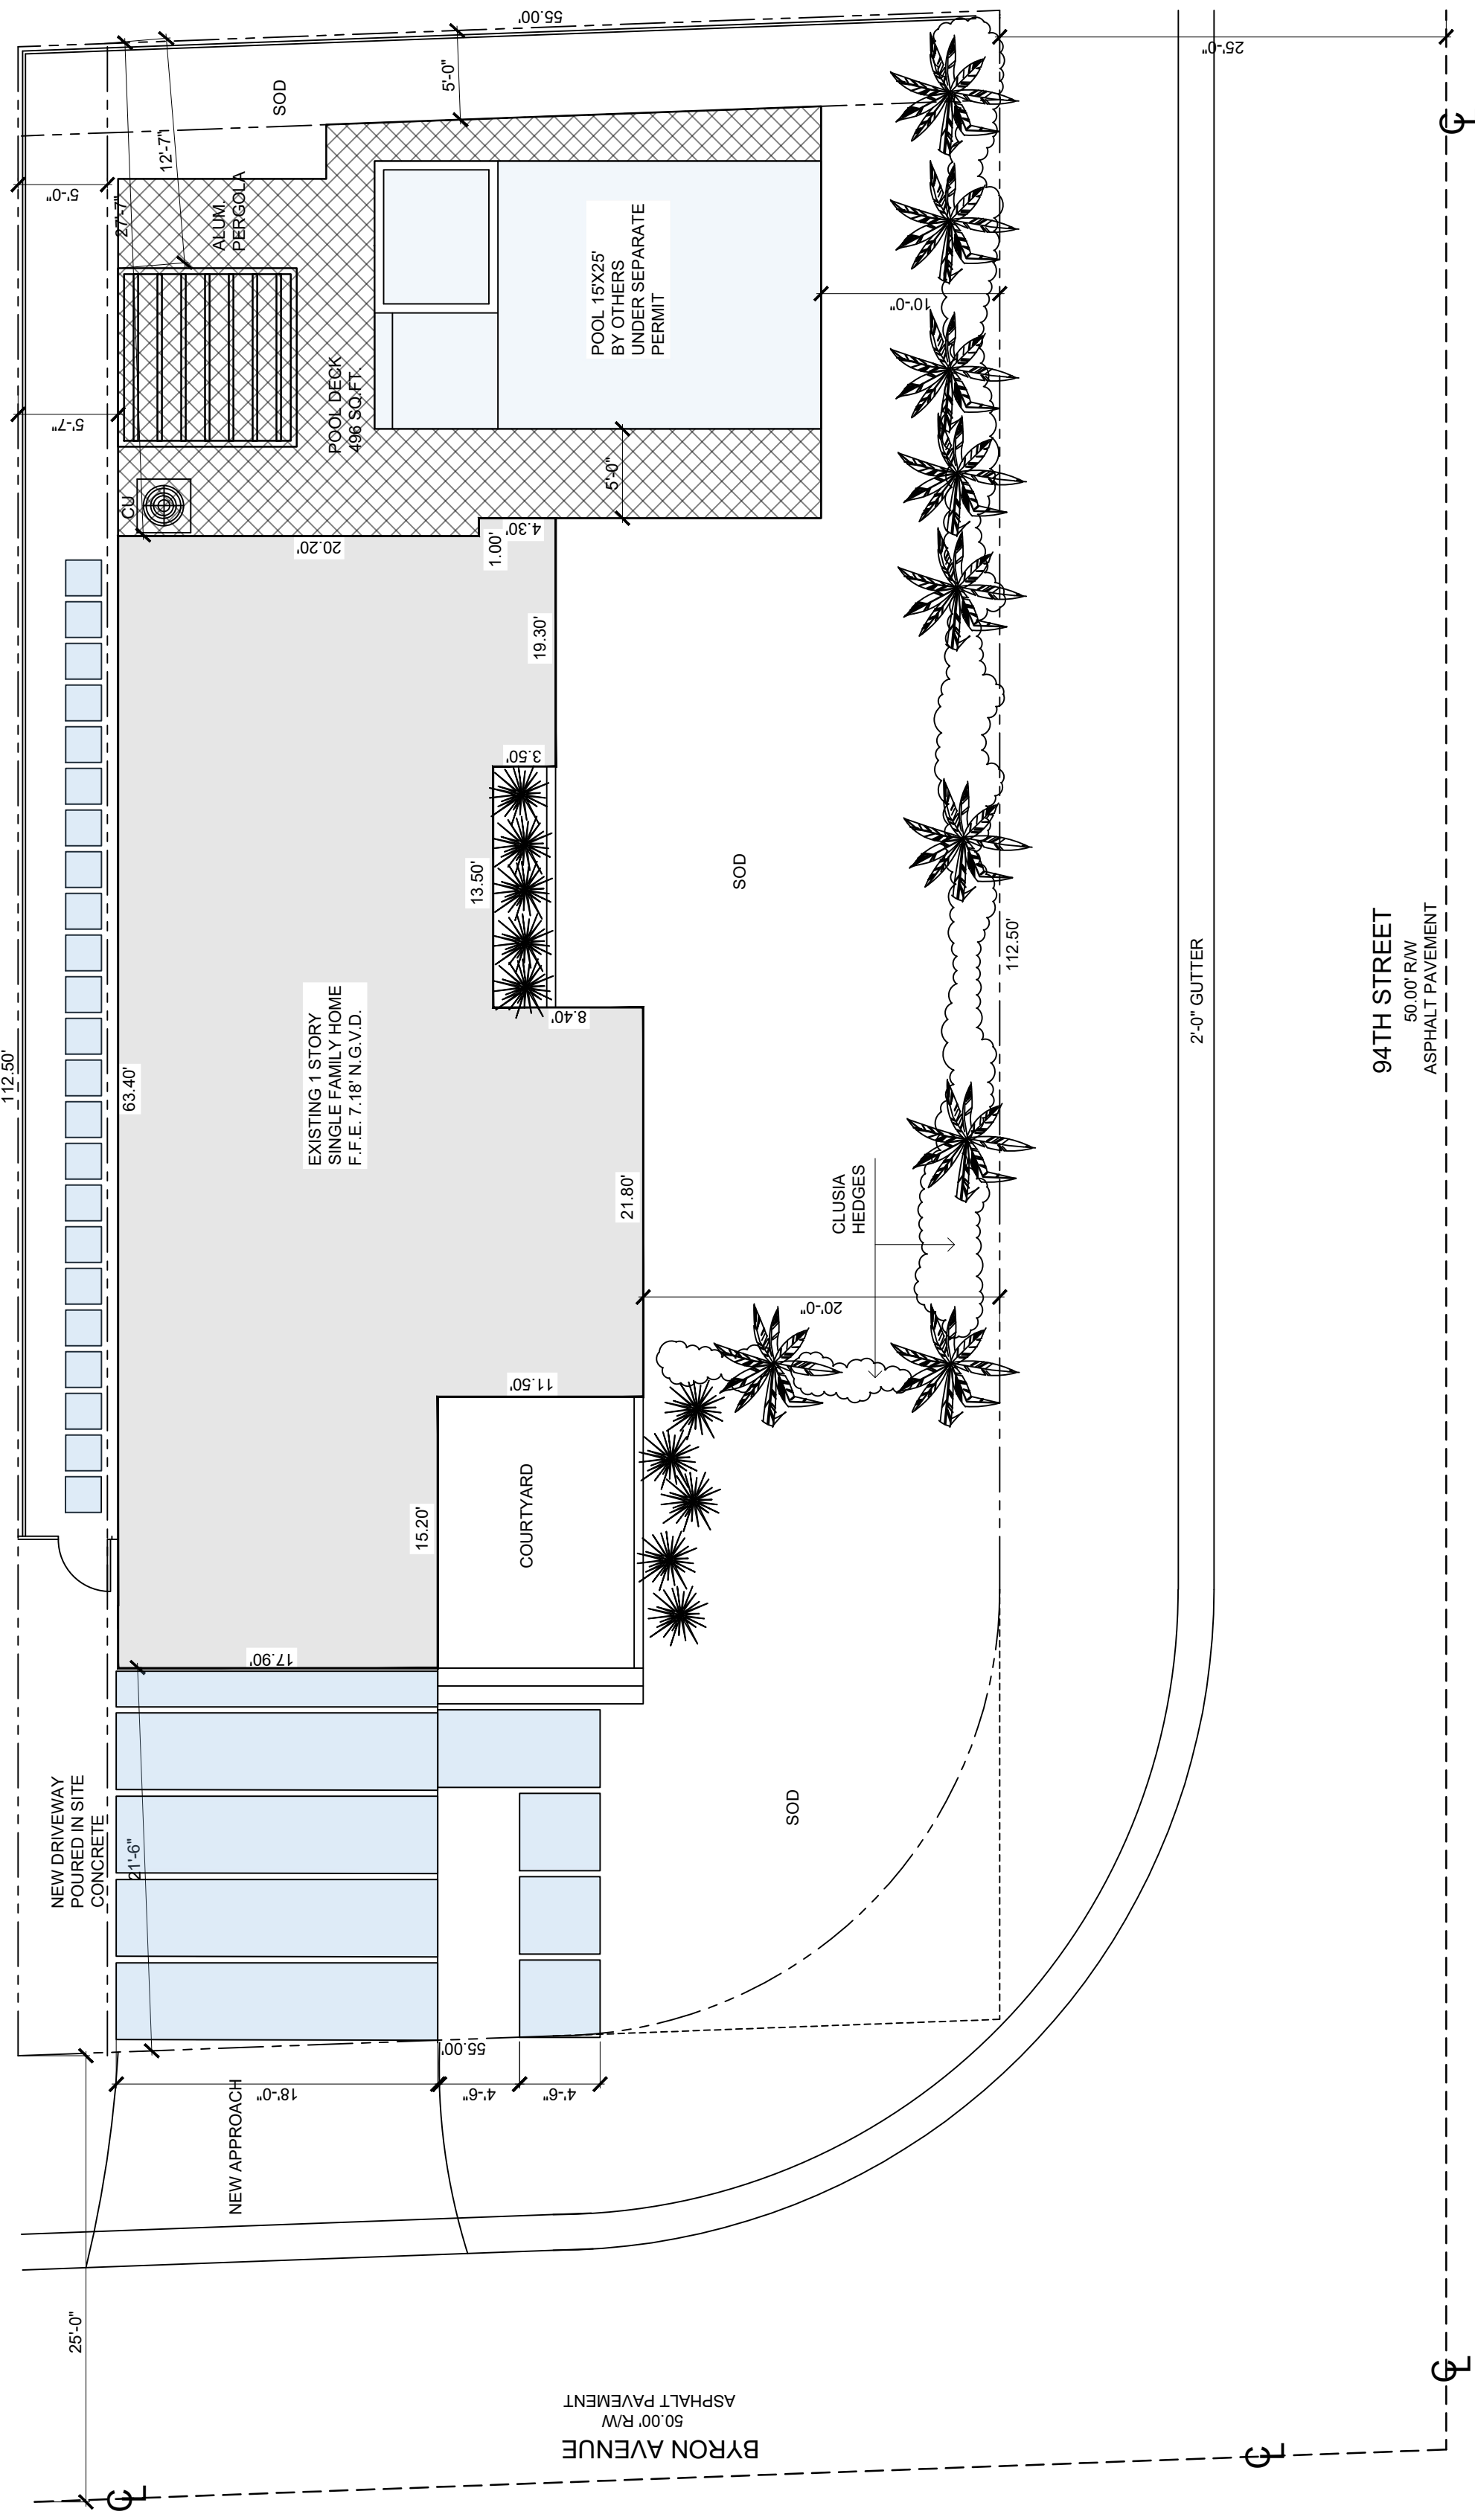 55.00'
25'-0"
5'-0"
SOD
12'-7"
5'-0"
27'-7"
ALUM.
PERGOLA
POOL 15'X25'
BY OTHERS
UNDER SEPARATE
PERMIT
10'-0"
5'-7"
POOL DECK
496 SQ.FT.
5'-0"
CU
20.20'
4.30'
1.00'
19.30'
3.50'
13.50'
SOD
112.50'
8.40'
EXISTING 1 STORY
SINGLE FAMILY HOME
F.F.E. 7.18' N.G.V.D.
112.50'
63.40'
2'-0" GUTTER
94TH STREET
50.00' R/W
ASPHALT PAVEMENT
21.80'
CLUSIA
HEDGES
20'-0"
11.50'
15.20'
COURTYARD
17.90'
NEW DRIVEWAY
POURED IN SITE
CONCRETE
21'-6"
SOD
55.00'
18'-0"
4'-6"
4'-6"
NEW APPROACH
25'-0"
BYRON AVENUE
50.00' R/W
ASPHALT PAVEMENT
CL
CL
CL
CL